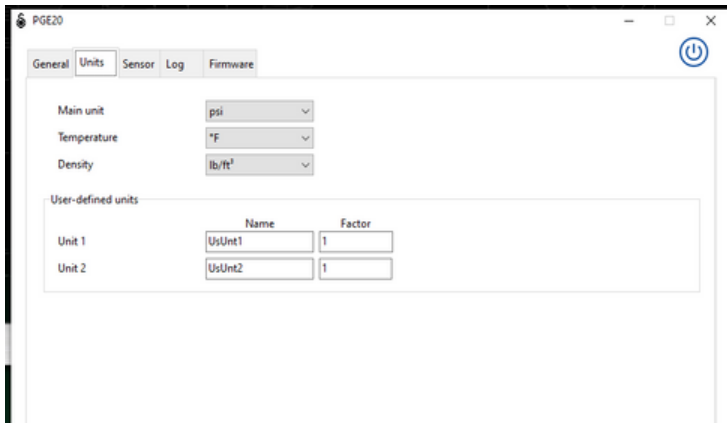 PGE20
General Units Sensor Log Firmware
Main unit psi
Temperature °F
Density lb/ft³
User-defined units
Name Factor
Unit 1 UsUnt1 1
Unit 2 UsUnt2 1